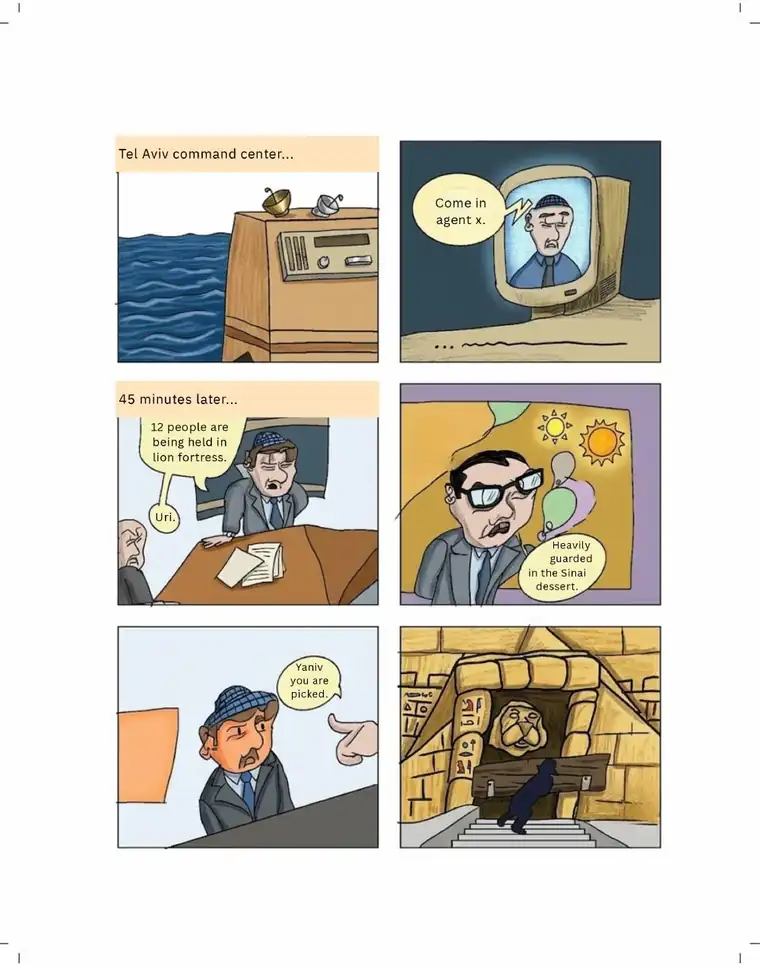 Tel Aviv command center...
Come in
agent x.
45 minutes later...
12 people are
being held in
lion fortress.
Uri.
Heavily
guarded
in the Sinai
dessert.
Yaniv
you are
picked.